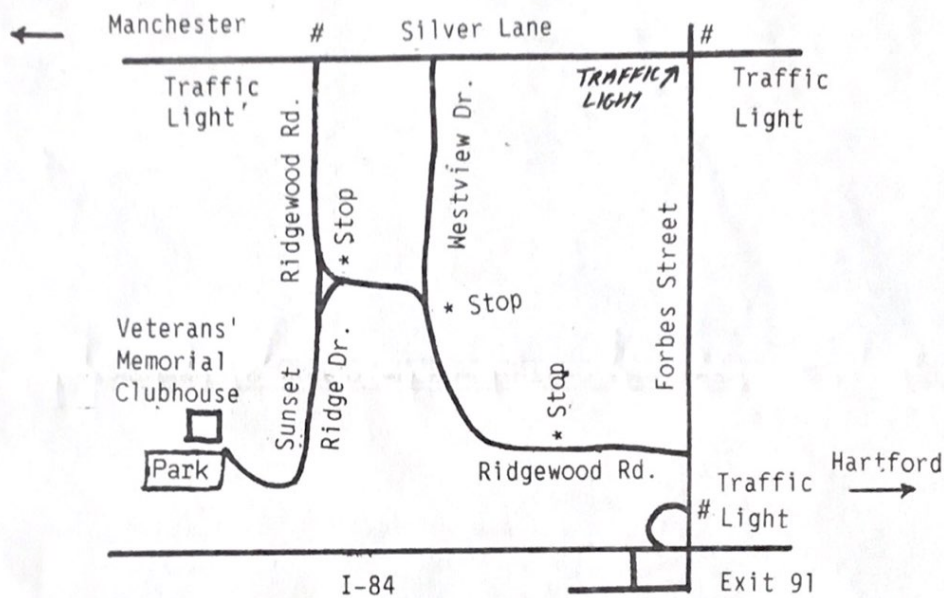 Manchester # Silver Lane #
Traffic
Light'
TRAFFIC
LIGHT
Traffic
Light
Ridgewood Rd.
* Stop
Westview Dr.
Forbes Street
* Stop
Veterans'
Memorial
Clubhouse
Sunset
Ridge Dr.
* Stop
Park
Ridgewood Rd.
Hartford
Traffic
# Light
I-84
Exit 91